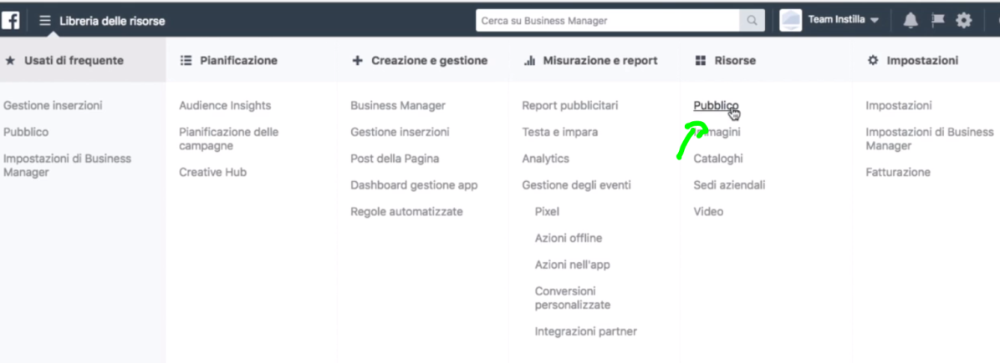 Libreria delle risorse
Cerca su Business Manager
Team Instilla
Usati di frequente
Gestione inserzioni
Pubblico
Impostazioni di Business
Manager
Pianificazione
Audience Insights
Pianificazione delle
campagne
Creative Hub
Creazione e gestione
Business Manager
Gestione inserzioni
Post della Pagina
Dashboard gestione app
Regole automatizzate
Misurazione e report
Report pubblicitari
Testa e impara
Analytics
Gestione degli eventi
Pixel
Azioni offline
Azioni nell'app
Conversioni
personalizzate
Integrazioni partner
Risorse
Pubblico
Immagini
Cataloghi
Sedi aziendali
Video
Impostazioni
Impostazioni
Impostazioni di Business
Manager
Fatturazione